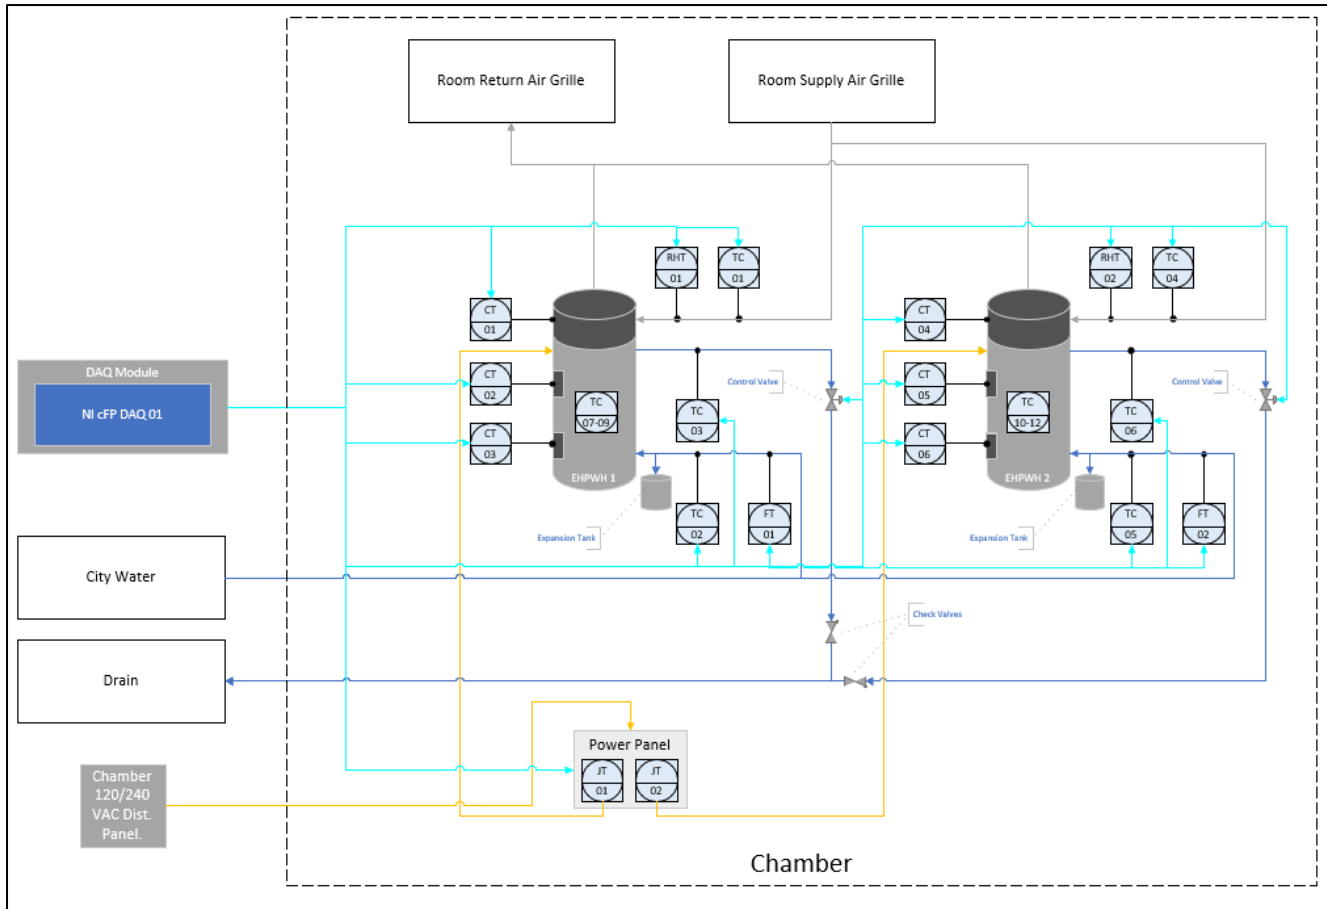 Room Return Air Grille
Room Supply Air Grille
RHT
01
TC
01
RHT
02
TC
04
CT
01
CT
04
DAQ Module
NI cFP DAQ 01
CT
02
TC
07-09
Control Valve
TC
03
CT
05
TC
10-12
Control Valve
TC
06
CT
03
EHPWH 1
CT
06
EHPWH 2
Expansion Tank
TC
02
FT
01
Expansion Tank
TC
05
FT
02
City Water
Check Valves
Drain
Power Panel
JT
01
JT
02
Chamber
120/240
VAC Dist.
Panel.
Chamber